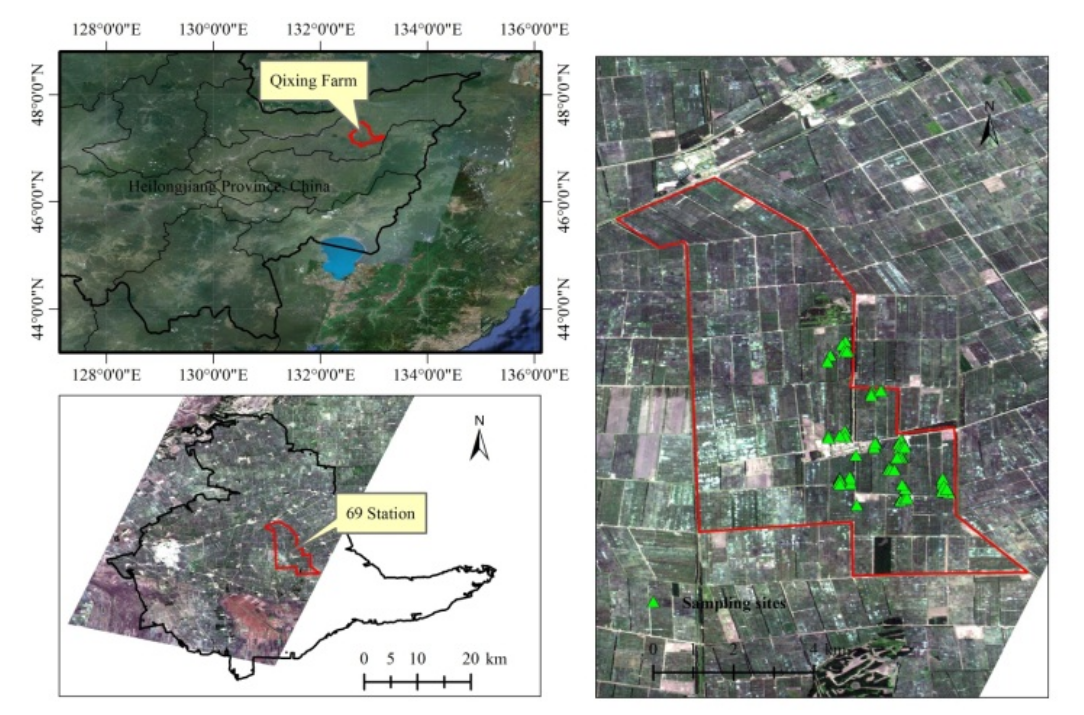 128°0'0"E 130°0'0"E 132°0'0"E 134°0'0"E 136°0'0"E
48°0'0"N
46°0'0"N
44°0'0"N
48°0'0"N
46°0'0"N
44°0'0"N
Qixing Farm
Heilongjiang Province, China
128°0'0"E 130°0'0"E 132°0'0"E 134°0'0"E 136°0'0"E
N
69 Station
0 5 10 20 km
N
Sampling sites
0 1 2 4 km